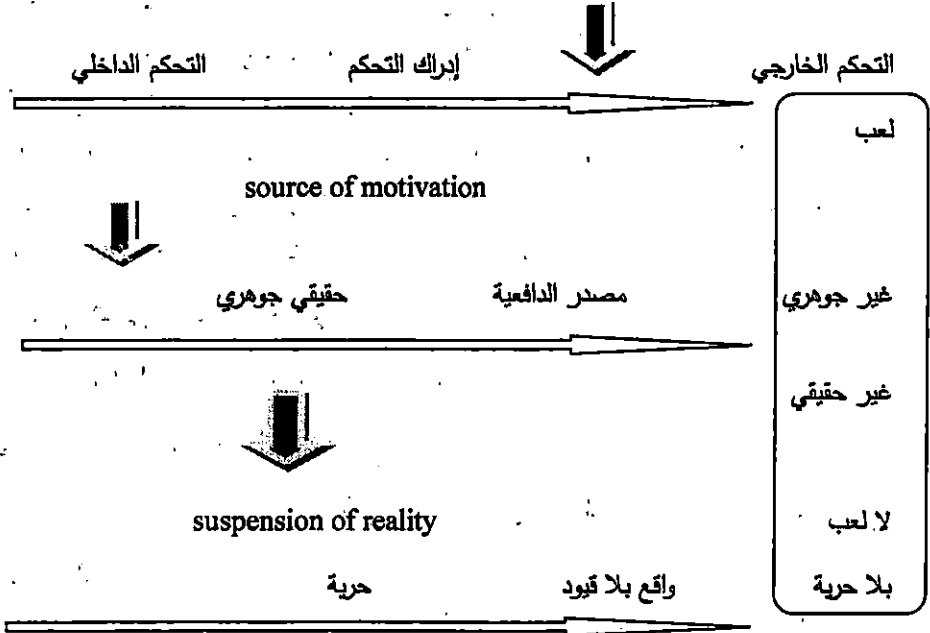 التحكم الخارجي إدراك التحكم التحكم الداخلي
لعب
source of motivation
غير جوهري مصدر الدافعية حقيقي جوهري
غير حقيقي
suspension of reality لا لعب
بلا حرية واقع بلا قيود حرية